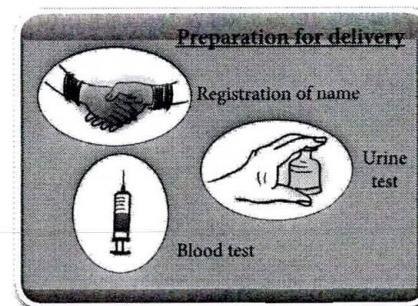 Preparation for delivery
Registration of name
Urine
test
Blood test